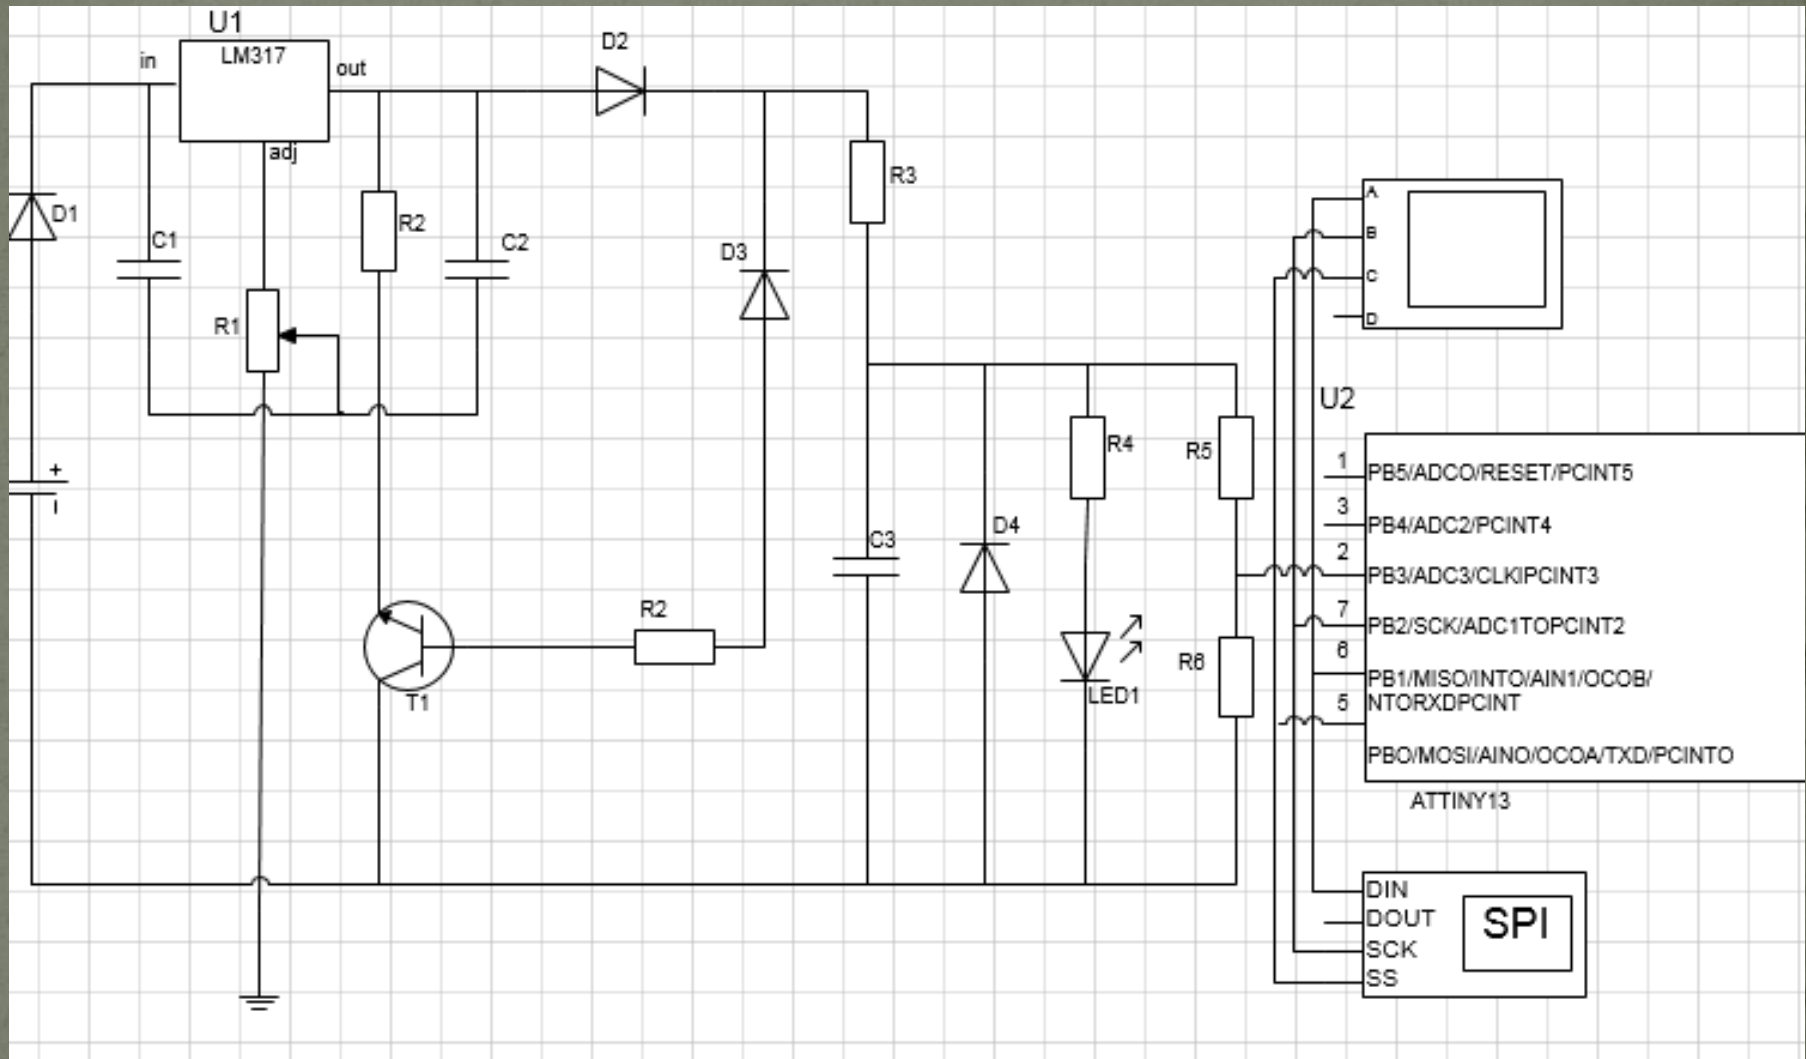 U1
LM317
in
out
adj
D2
D1
C1
R2
C2
D3
R3
R1
+
A
B
C
D
U2
R4
R5
1
PB5/ADCO/RESET/PCINT5
3
PB4/ADC2/PCINT4
D4
C3
2
PB3/ADC3/CLKIPCINT3
R2
7
PB2/SCK/ADC1TOPCINT2
T1
LED1
R6
6
PB1/MISO/INTO/AIN1/OCOB/
NTORXDPCINT
5
PBO/MOSI/AINO/OCOA/TXD/PCINTO
ATTINY13
DIN
DOUT
SCK
SS
SPI